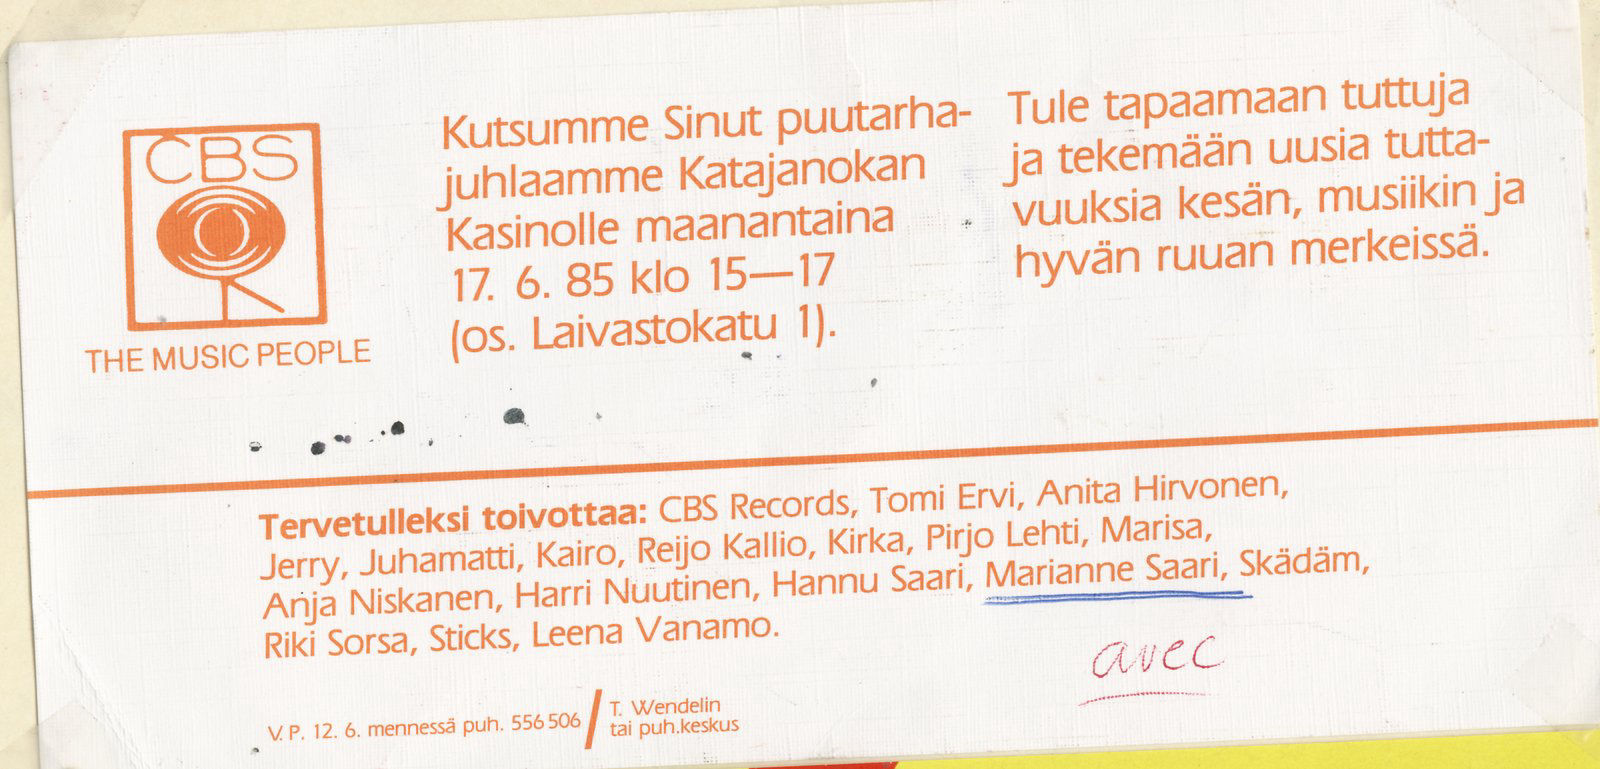 CBS
THE MUSIC PEOPLE
Kutsumme Sinut puutarha-
juhlaamme Katajanokan
Kasinolle maanantaina
17. 6. 85 klo 15—17
(os. Laivastokatu 1).
Tule tapaamaan tuttuja
ja tekemään uusia tutta-
vuuksia kesän, musiikin ja
hyvän ruuan merkeissä.
Tervetulleksi toivottaa: CBS Records, Tomi Ervi, Anita Hirvonen,
Jerry, Juhamatti, Kairo, Reijo Kallio, Kirka, Pirjo Lehti, Marisa,
Anja Niskanen, Harri Nuutinen, Hannu Saari, Marianne Saari, Skädäm,
Riki Sorsa, Sticks, Leena Vanamo.
avec
V. P. 12. 6. mennessä puh. 556 506 / T. Wendelin
tai puh.keskus